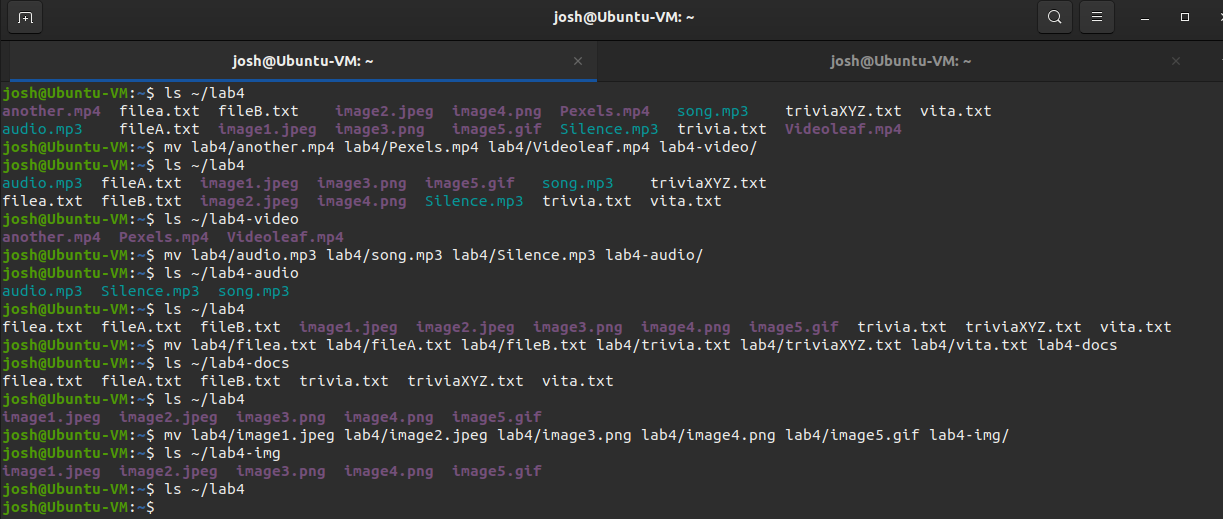 josh@Ubuntu-VM: ~
josh@Ubuntu-VM: ~ josh@Ubuntu-VM: ~
josh@Ubuntu-VM:~$ ls ~/lab4
another.mp4  filea.txt  fileB.txt    image2.jpeg  image4.png  Pexels.mp4   song.mp3    triviaXYZ.txt  vita.txt
audio.mp3    fileA.txt  image1.jpeg  image3.png   image5.gif  Silence.mp3  trivia.txt  Videoleaf.mp4
josh@Ubuntu-VM:~$ mv lab4/another.mp4 lab4/Pexels.mp4 lab4/Videoleaf.mp4 lab4-video/
josh@Ubuntu-VM:~$ ls ~/lab4
audio.mp3  fileA.txt  image1.jpeg  image3.png  image5.gif   song.mp3    triviaXYZ.txt
filea.txt  fileB.txt  image2.jpeg  image4.png  Silence.mp3  trivia.txt  vita.txt
josh@Ubuntu-VM:~$ ls ~/lab4-video
another.mp4  Pexels.mp4  Videoleaf.mp4
josh@Ubuntu-VM:~$ mv lab4/audio.mp3 lab4/song.mp3 lab4/Silence.mp3 lab4-audio/
josh@Ubuntu-VM:~$ ls ~/lab4-audio
audio.mp3  Silence.mp3  song.mp3
josh@Ubuntu-VM:~$ ls ~/lab4
filea.txt  fileA.txt  fileB.txt  image1.jpeg  image2.jpeg  image3.png  image4.png  image5.gif  trivia.txt  triviaXYZ.txt  vita.txt
josh@Ubuntu-VM:~$ mv lab4/filea.txt lab4/fileA.txt lab4/fileB.txt lab4/trivia.txt lab4/triviaXYZ.txt lab4/vita.txt lab4-docs
josh@Ubuntu-VM:~$ ls ~/lab4-docs
filea.txt  fileA.txt  fileB.txt  trivia.txt  triviaXYZ.txt  vita.txt
josh@Ubuntu-VM:~$ ls ~/lab4
image1.jpeg  image2.jpeg  image3.png  image4.png  image5.gif
josh@Ubuntu-VM:~$ mv lab4/image1.jpeg lab4/image2.jpeg lab4/image3.png lab4/image4.png lab4/image5.gif lab4-img/
josh@Ubuntu-VM:~$ ls ~/lab4-img
image1.jpeg  image2.jpeg  image3.png  image4.png  image5.gif
josh@Ubuntu-VM:~$ ls ~/lab4
josh@Ubuntu-VM:~$